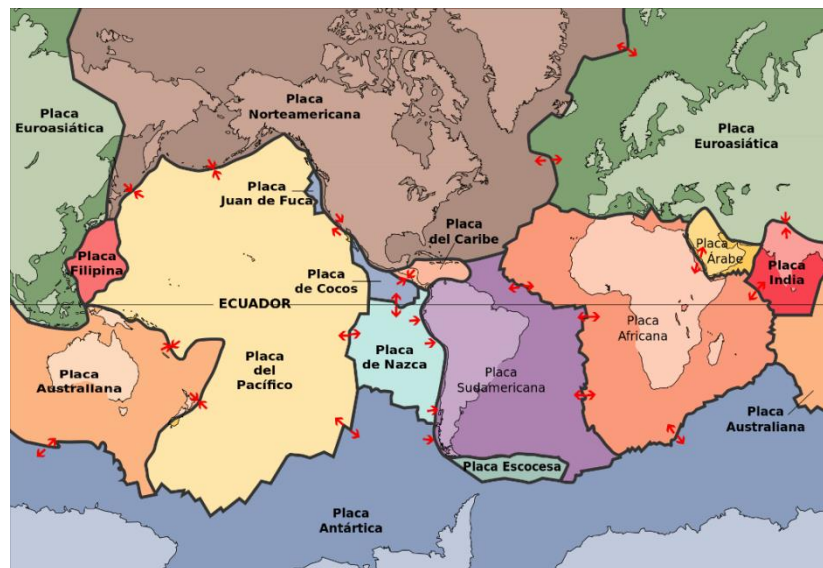 Placa
Norteamericana
Placa
Euroasiática
Placa
Euroasiática
Placa
Juan de Fuca
Placa
del Caribe
Placa
Filipina
Placa
de Cocos
Placa
Árabe
Placa
India
ECUADOR
Placa
Australiana
Placa
del
Pacífico
Placa
de Nazca
Placa
Sudamericana
Placa
Africana
Placa
Australiana
Placa Escocesa
Placa
Antártica